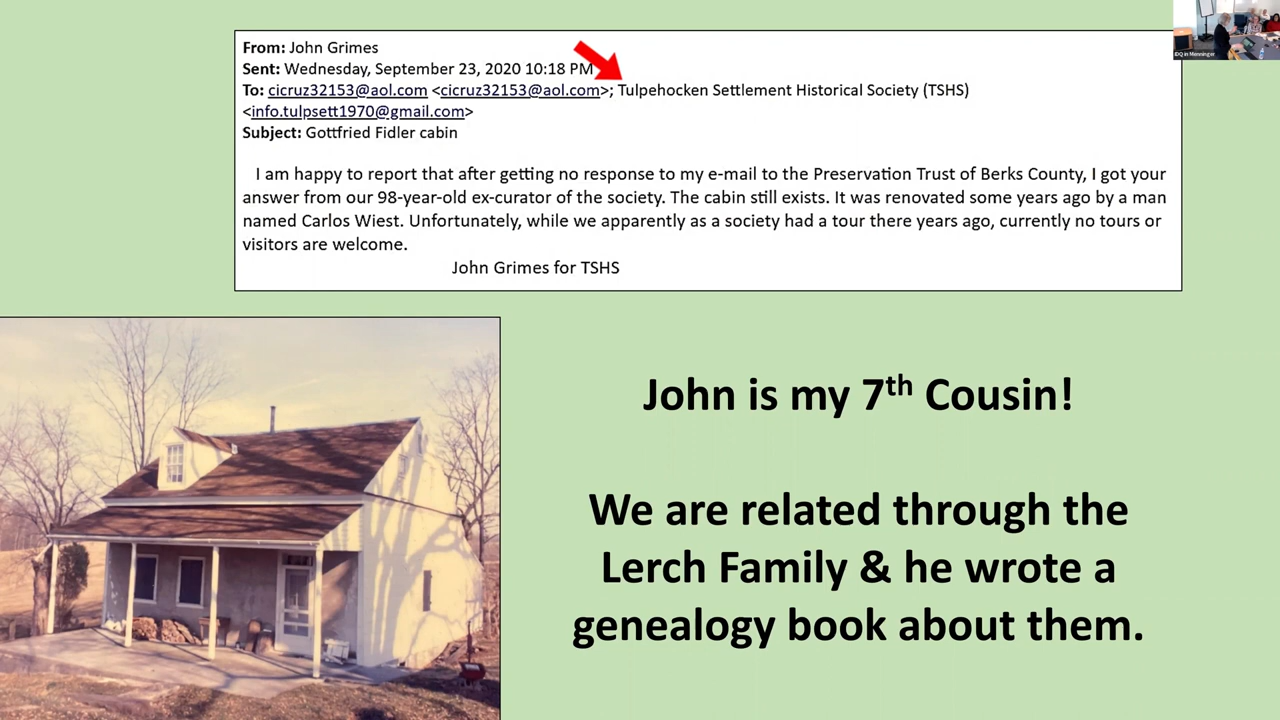 From: John Grimes
Sent: Wednesday, September 23, 2020 10:18 PM
To: cicruz32153@aol.com <cicruz32153@aol.com>; Tulpehocken Settlement Historical Society (TSHS)
<info.tulpsett1970@gmail.com>
Subject: Gottfried Fidler cabin
I am happy to report that after getting no response to my e-mail to the Preservation Trust of Berks County, I got your
answer from our 98-year-old ex-curator of the society. The cabin still exists. It was renovated some years ago by a man
named Carlos Wiest. Unfortunately, while we apparently as a society had a tour there years ago, currently no tours or
visitors are welcome.
John Grimes for TSHS
John is my 7th Cousin!
We are related through the
Lerch Family & he wrote a
genealogy book about them.